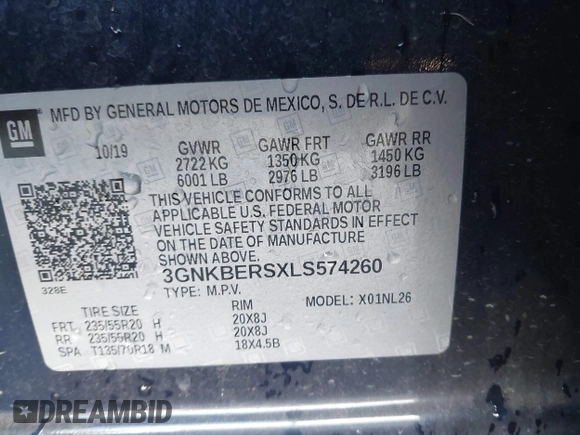 GM
MFD BY GENERAL MOTORS DE MEXICO, S. DE R.L. DE C.V.
10/19 GVWR GAWR FRT GAWR RR
2722 KG 1350 KG 1450 KG
6001 LB 2976 LB 3196 LB
THIS VEHICLE CONFORMS TO ALL
APPLICABLE U.S. FEDERAL MOTOR
VEHICLE SAFETY STANDARDS IN EFFECT
ON THE DATE OF MANUFACTURE
SHOWN ABOVE.
3GNKBERSXLS574260
328E TYPE: M.P.V. MODEL: X01NL26
TIRE SIZE RIM
FRT 235/55R20 H 20X8J
RR 235/55R20 H 20X8J
SPA T135/70R18 M 18X4.5B
DREAMBID